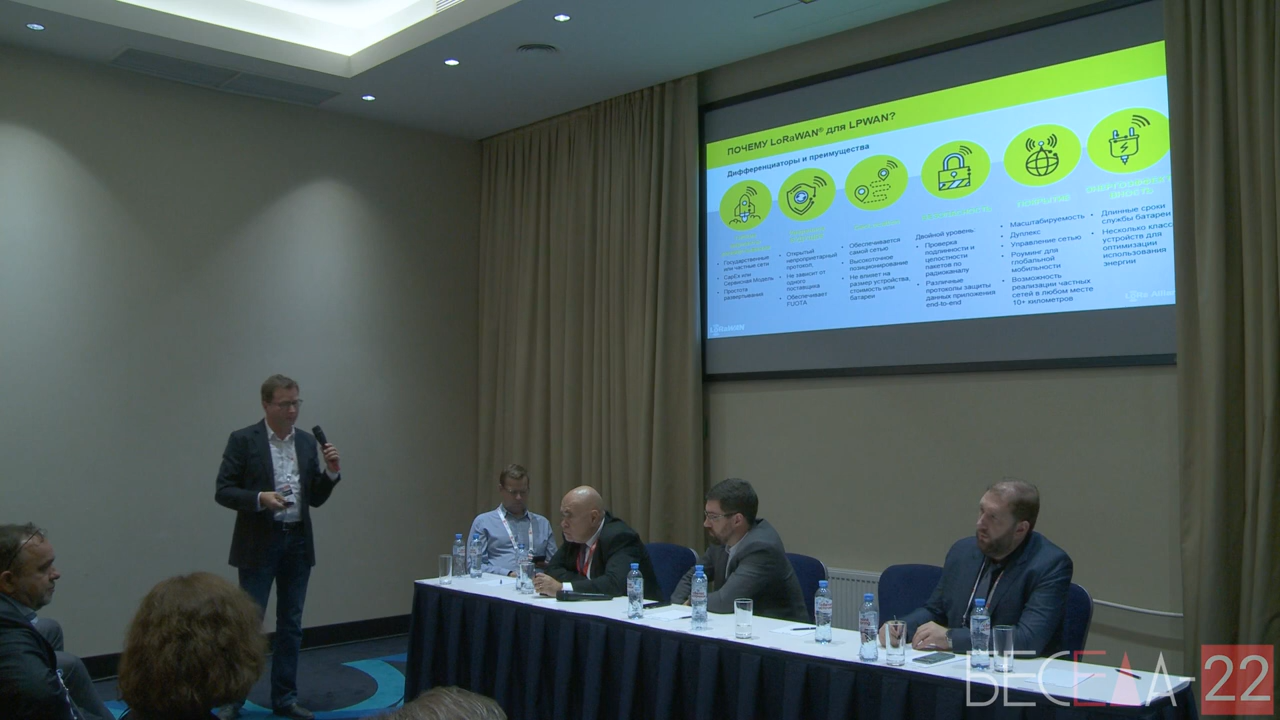 ПОЧЕМУ LoRaWAN® для LPWAN?
Дифференциаторы и преимущества
Государственные
или частные сети
CapEx или
Сервисная Модель
Простота
развертывания
Открытый
непроприетарный
протокол,
Не зависит от
одного
поставщика
Обеспечивает
FUOTA
Обеспечивается
самой сетью
Высокоточное
позиционирование
Не влияет на
размер устройства,
стоимость или
батареи
Двойной уровень:
Проверка
подлинности и
целостности
пакетов по
радиоканалу
Различные
протоколы защиты
данных приложения
end-to-end
Масштабируемость
Дуплекс
Управление сетью
Роуминг для
глобальной
мобильности
Возможность
реализации частных
сетей в любом месте
10+ километров
Длинные сроки
службы батареи
Несколько класс
устройств для
оптимизации
использования
энергии
БЕСЕДА 22